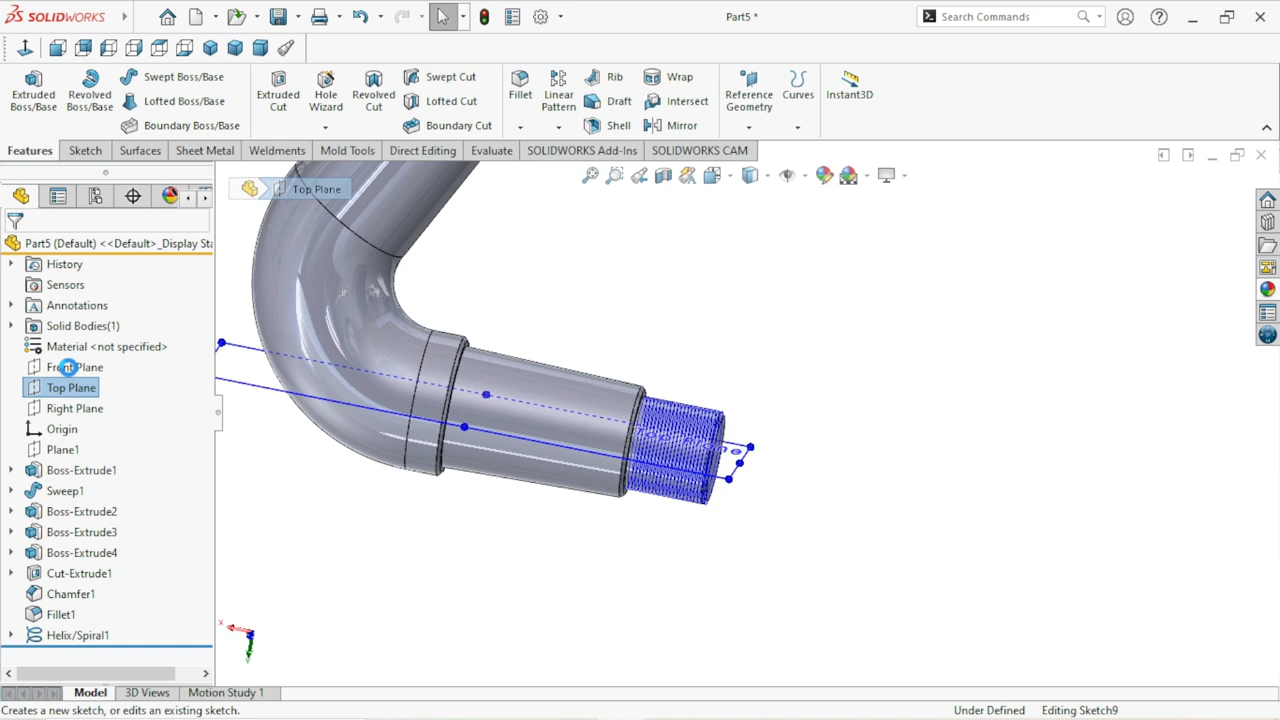 SOLIDWORKS
Part5 *
Search Commands
Extruded Boss/Base
Revolved Boss/Base
Swept Boss/Base
Lofted Boss/Base
Boundary Boss/Base
Extruded Cut
Hole Wizard
Revolved Cut
Swept Cut
Lofted Cut
Boundary Cut
Fillet
Linear Pattern
Rib
Draft
Shell
Wrap
Intersect
Mirror
Reference Geometry
Curves
Instant3D
Features
Sketch
Surfaces
Sheet Metal
Weldments
Mold Tools
Direct Editing
Evaluate
SOLIDWORKS Add-Ins
SOLIDWORKS CAM
Top Plane
Part5 (Default) <<Default>_Display Sta
History
Sensors
Annotations
Solid Bodies(1)
Material <not specified>
Front Plane
Top Plane
Right Plane
Origin
Plane1
Boss-Extrude1
Sweep1
Boss-Extrude2
Boss-Extrude3
Boss-Extrude4
Cut-Extrude1
Chamfer1
Fillet1
Helix/Spiral1
Top Plane
X
Y
Model
3D Views
Motion Study 1
Creates a new sketch, or edits an existing sketch.
Under Defined
Editing Sketch9